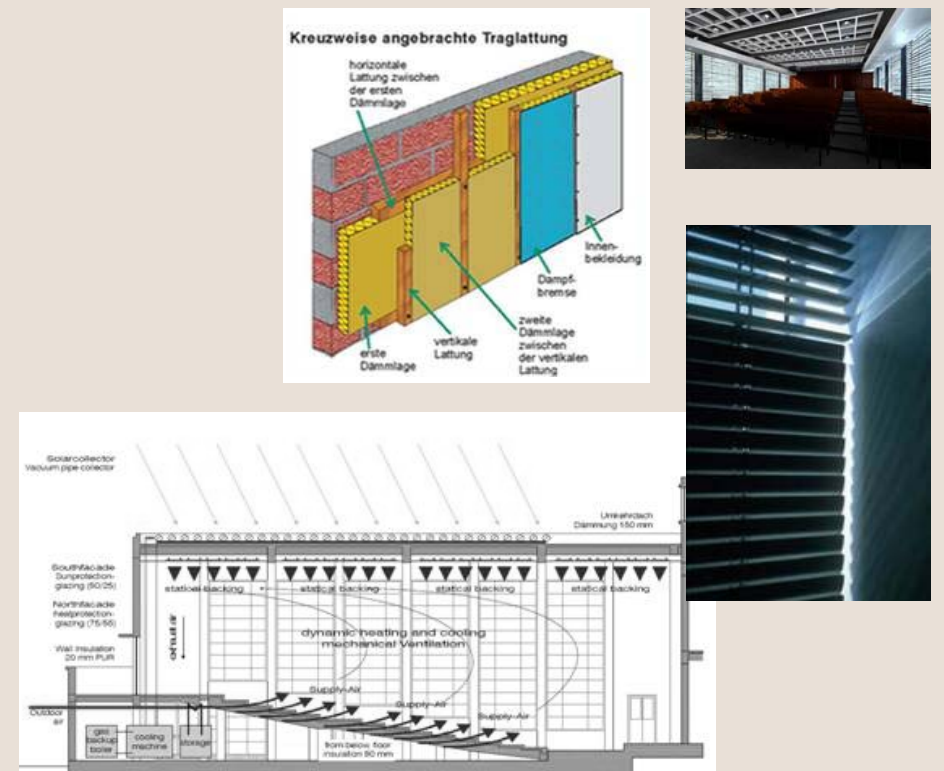 Kreuzweise angebrachte Traglattung
horizontale
Lattung zwischen
der ersten
Dämmlage
Innen-
bekleidung
Dampf-
bremse
zweite
Dämmlage
zwischen
der vertikalen
Lattung
vertikale
Lattung
erste
Dämmlage
Solarcollector
Vacuum pipe collector
Umkehrdach
Dämmung 150 mm
Southfacade
Sunprotection-
glazing (50/25)
Northfacade
heatprotection-
glazing (75/55)
Wall Insulation
20 mm PUR
statical backing
statical backing
statical backing
statical backing
dynamic heating and cooling
mechanical Ventilation
Supply-Air
Supply-Air
Supply-Air
Outdoor
air
gas
backup
boiler
cooling
machine
storage
from below floor
insulation 80 mm